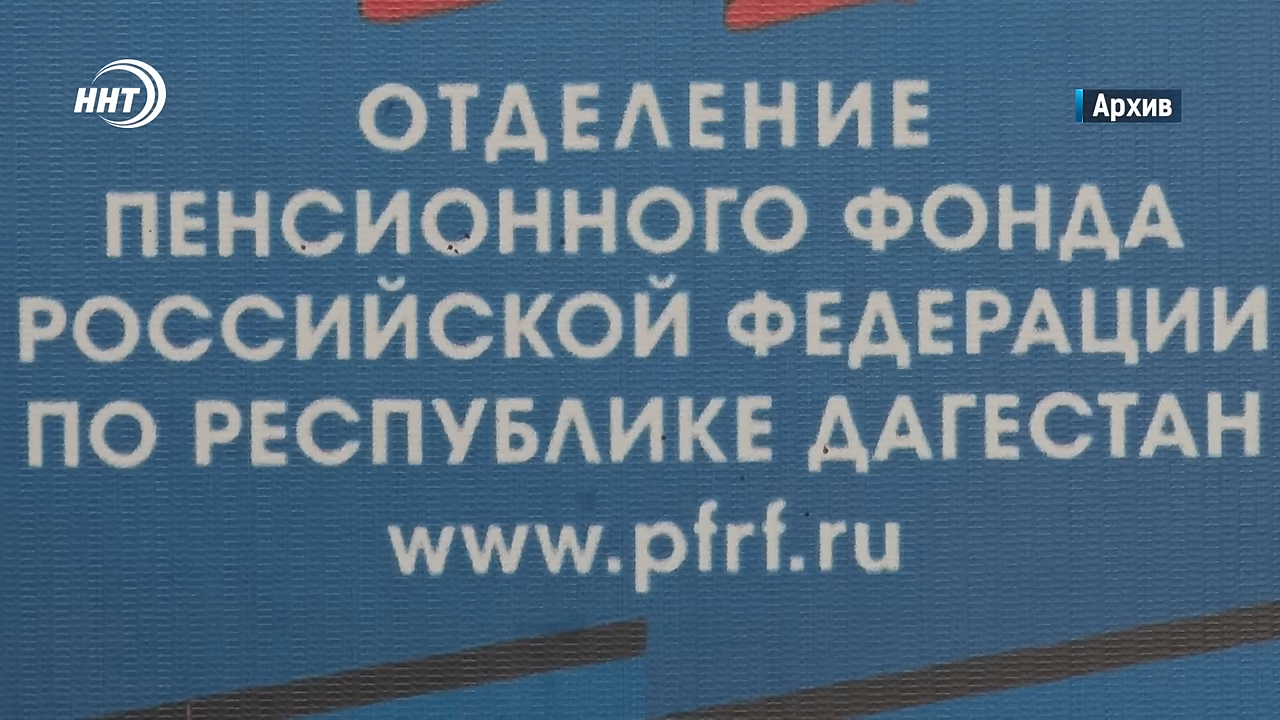 ННТ
Архив
ОТДЕЛЕНИЕ
ПЕНСИОННОГО ФОНДА
РОССИЙСКОЙ ФЕДЕРАЦИИ
ПО РЕСПУБЛИКЕ ДАГЕСТАН
www.pfrf.ru